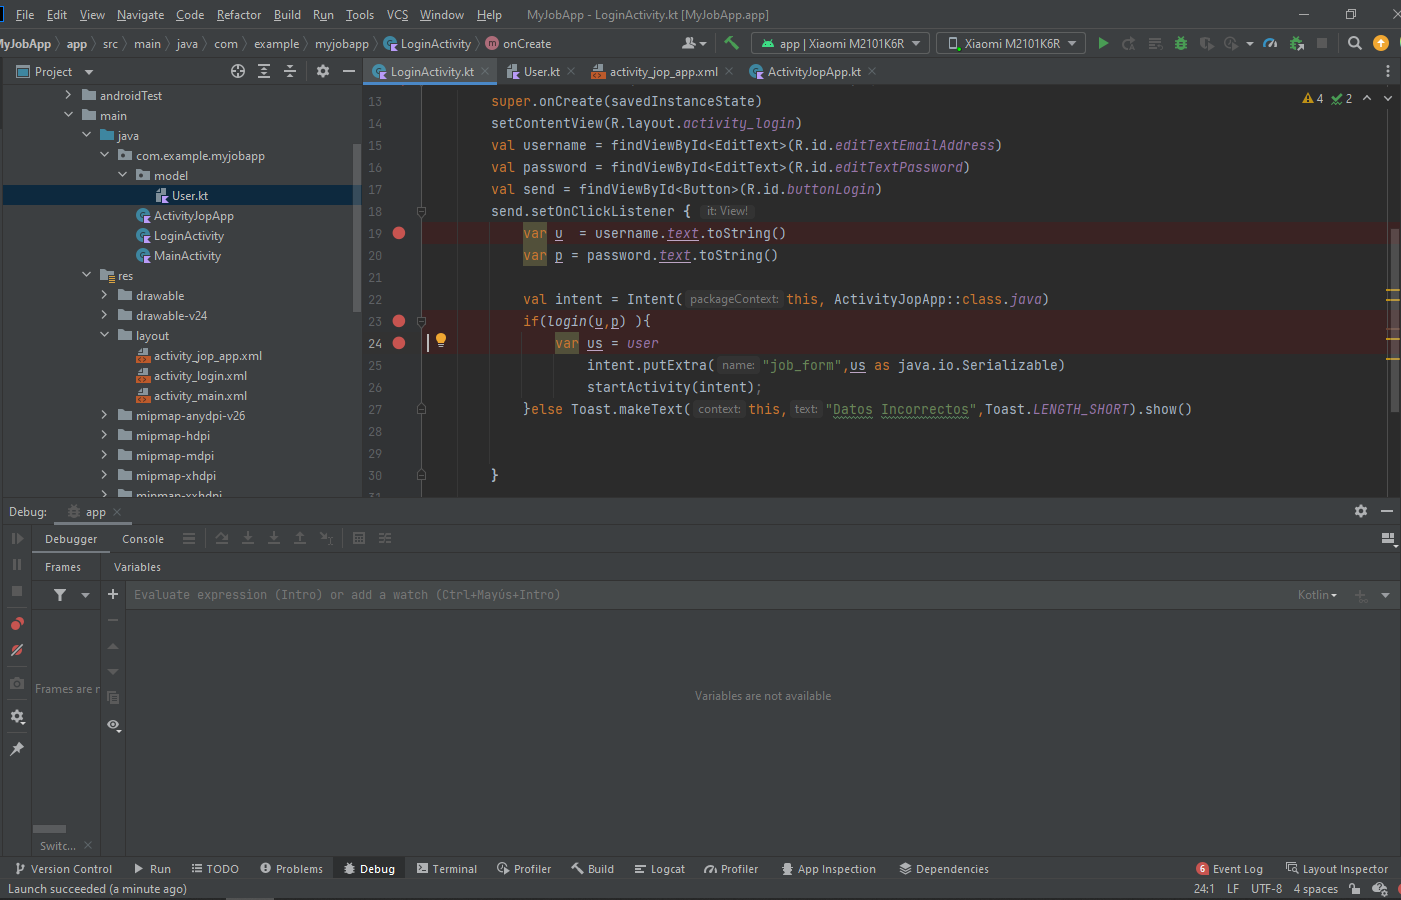 File Edit View Navigate Code Refactor Build Run Tools VCS Window Help MyJobApp - LoginActivity.kt [MyJobApp.app]
MyJobApp app src main java com example myjobapp LoginActivity m onCreate app | Xiaomi M2101K6R Xiaomi M2101K6R
Project
LoginActivity.kt User.kt activity_jop_app.xml ActivityJopApp.kt
androidTest
main
java
com.example.myjobapp
model
User.kt
ActivityJopApp
LoginActivity
MainActivity
res
drawable
drawable-v24
layout
activity_jop_app.xml
activity_login.xml
activity_main.xml
mipmap-anydpi-v26
mipmap-hdpi
mipmap-mdpi
mipmap-xhdpi
mipmap-xxhdpi
4 2
13 super.onCreate(savedInstanceState)
14 setContentView(R.layout.activity_login)
15 val username = findViewById<EditText>(R.id.editTextEmailAddress)
16 val password = findViewById<EditText>(R.id.editTextPassword)
17 val send = findViewById<Button>(R.id.buttonLogin)
18 send.setOnClickListener { it: View!
19 var u  = username.text.toString()
20 var p = password.text.toString()
21
22 val intent = Intent( packageContext: this, ActivityJopApp::class.java)
23 if(login(u,p) ){
24 var us = user
25 intent.putExtra( name: "job_form",us as java.io.Serializable)
26 startActivity(intent);
27 }else Toast.makeText( context: this, text: "Datos Incorrectos",Toast.LENGTH_SHORT).show()
28
29
30 }
31
Debug: app
Debugger Console
Frames Variables
Evaluate expression (Intro) or add a watch (Ctrl+Mayús+Intro) Kotlin
Frames are r
Variables are not available
Switc...
Version Control Run TODO Problems Debug Terminal Profiler Build Logcat Profiler App Inspection Dependencies 6 Event Log Layout Inspector
Launch succeeded (a minute ago) 24:1 LF UTF-8 4 spaces